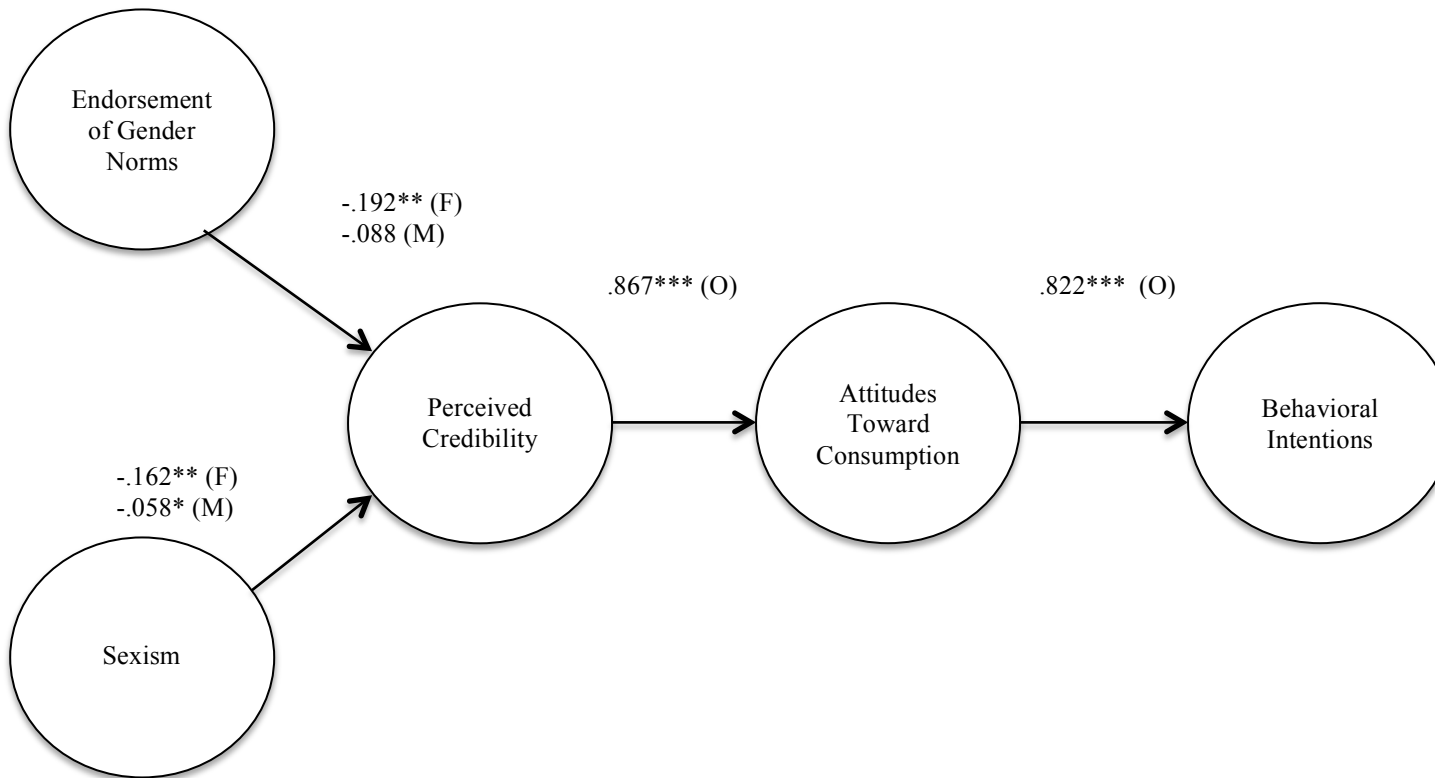 Endorsement
of Gender
Norms
-.192** (F)
-.088 (M)
.867*** (O)
.822*** (O)
Perceived
Credibility
Attitudes
Toward
Consumption
Behavioral
Intentions
-.162** (F)
-.058* (M)
Sexism